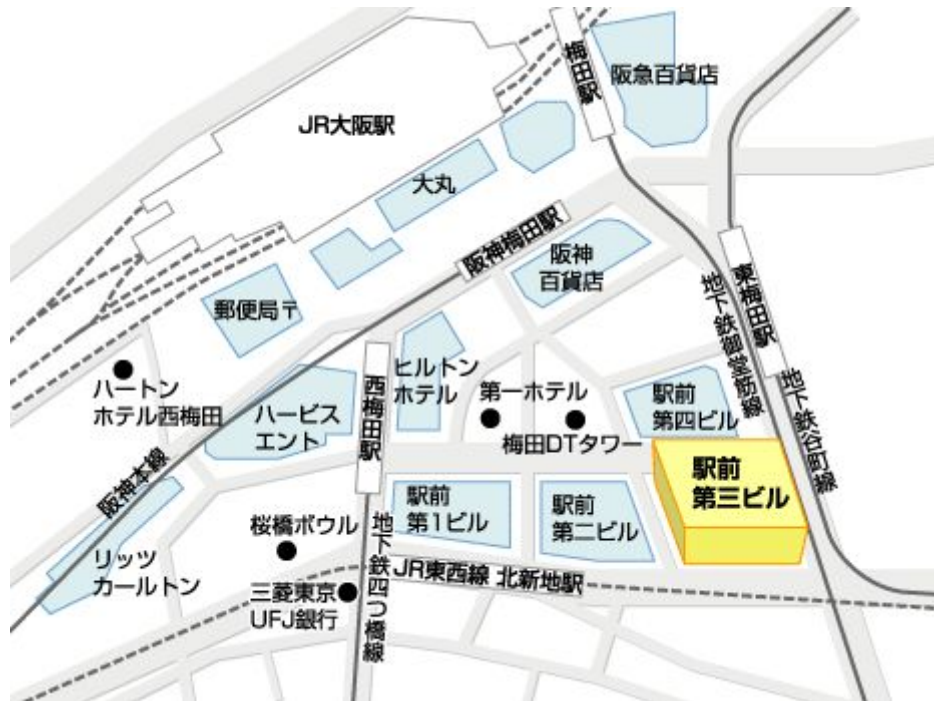 梅田駅
阪急百貨店
JR大阪駅
大丸
阪神梅田駅
阪神
百貨店
東梅田駅
地下鉄御堂筋線
地下鉄谷町線
郵便局〒
西梅田駅
ヒルトン
ホテル
ハートン
ホテル西梅田
ハービス
エント
第一ホテル
梅田DTタワー
駅前
第四ビル
駅前
第三ビル
阪神本線
駅前
第1ビル
駅前
第二ビル
桜橋ボウル
リッツ
カールトン
三菱東京
UFJ銀行
地下鉄四つ橋線
JR東西線 北新地駅